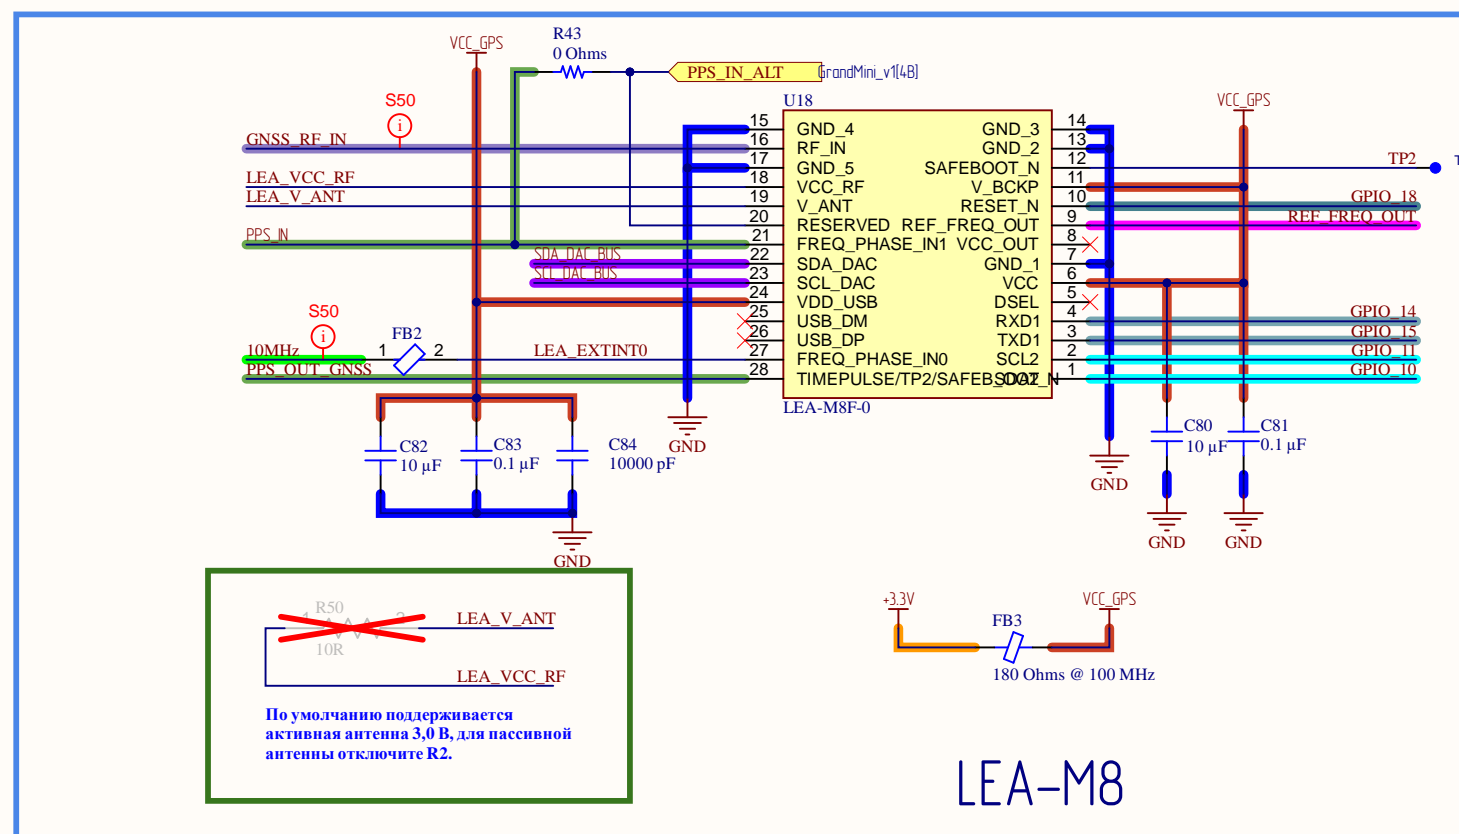 R43
0 Ohms
VCC_GPS
PPS_IN_ALT
GrandMini_v1[4B]
U18
VCC_GPS
S50
i
GNSS_RF_IN
LEA_VCC_RF
LEA_V_ANT
PPS_IN
SDA_DAC_BUS
SCL_DAC_BUS
S50
i
10MHz
FB2
1
2
LEA_EXTINT0
PPS_OUT_GNSS
15 GND_4
16 RF_IN
17 GND_5
18 VCC_RF
19 V_ANT
20 RESERVED
21 FREQ_PHASE_IN1
22 SDA_DAC
23 SCL_DAC
24 VDD_USB
25 USB_DM
26 USB_DP
27 FREQ_PHASE_IN0
28 TIMEPULSE/TP2/SAFEBOOT_N
GND_3 14
GND_2 13
SAFEBOOT_N 12
V_BCKP 11
RESET_N 10
REF_FREQ_OUT 9
VCC_OUT 8
GND_1 7
VCC 6
DSEL 5
RXD1 4
TXD1 3
SCL2 2
SDA2 1
LEA-M8F-0
TP2
T
GPIO_18
REF_FREQ_OUT
GPIO_14
GPIO_15
GPIO_11
GPIO_10
C82
10 µF
C83
0.1 µF
C84
10000 pF
GND
GND
GND
C80
10 µF
C81
0.1 µF
GND
GND
R50
1
2
10R
LEA_V_ANT
LEA_VCC_RF
По умолчанию поддерживается
активная антенна 3,0 В, для пассивной
антенны отключите R2.
+3.3V
FB3
VCC_GPS
180 Ohms @ 100 MHz
LEA-M8